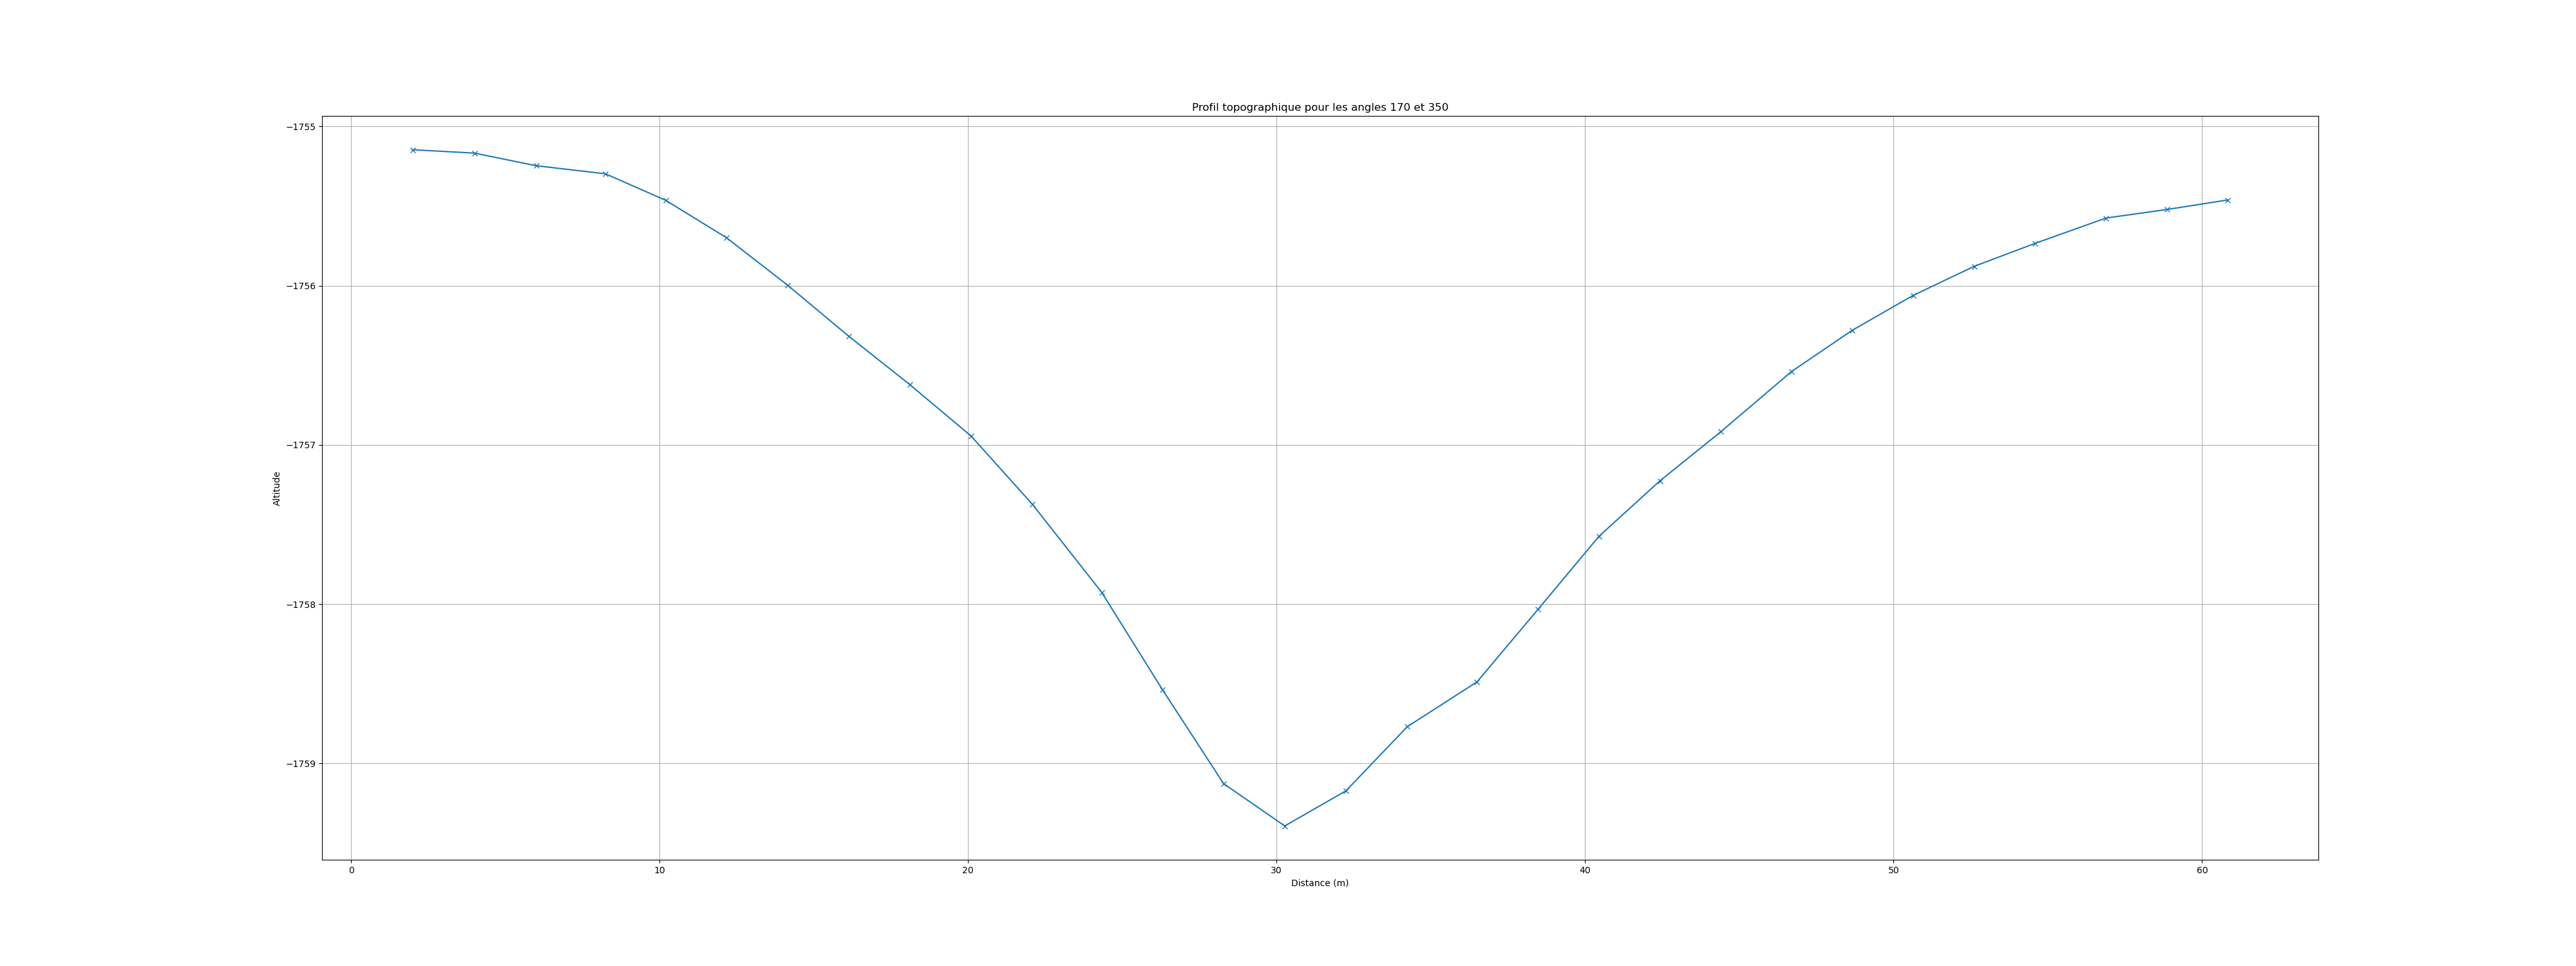 Profil topographique pour les angles 170 et 350
−1755
−1756
−1757
−1758
−1759
Altitude
0 10 20 30 40 50 60
Distance (m)